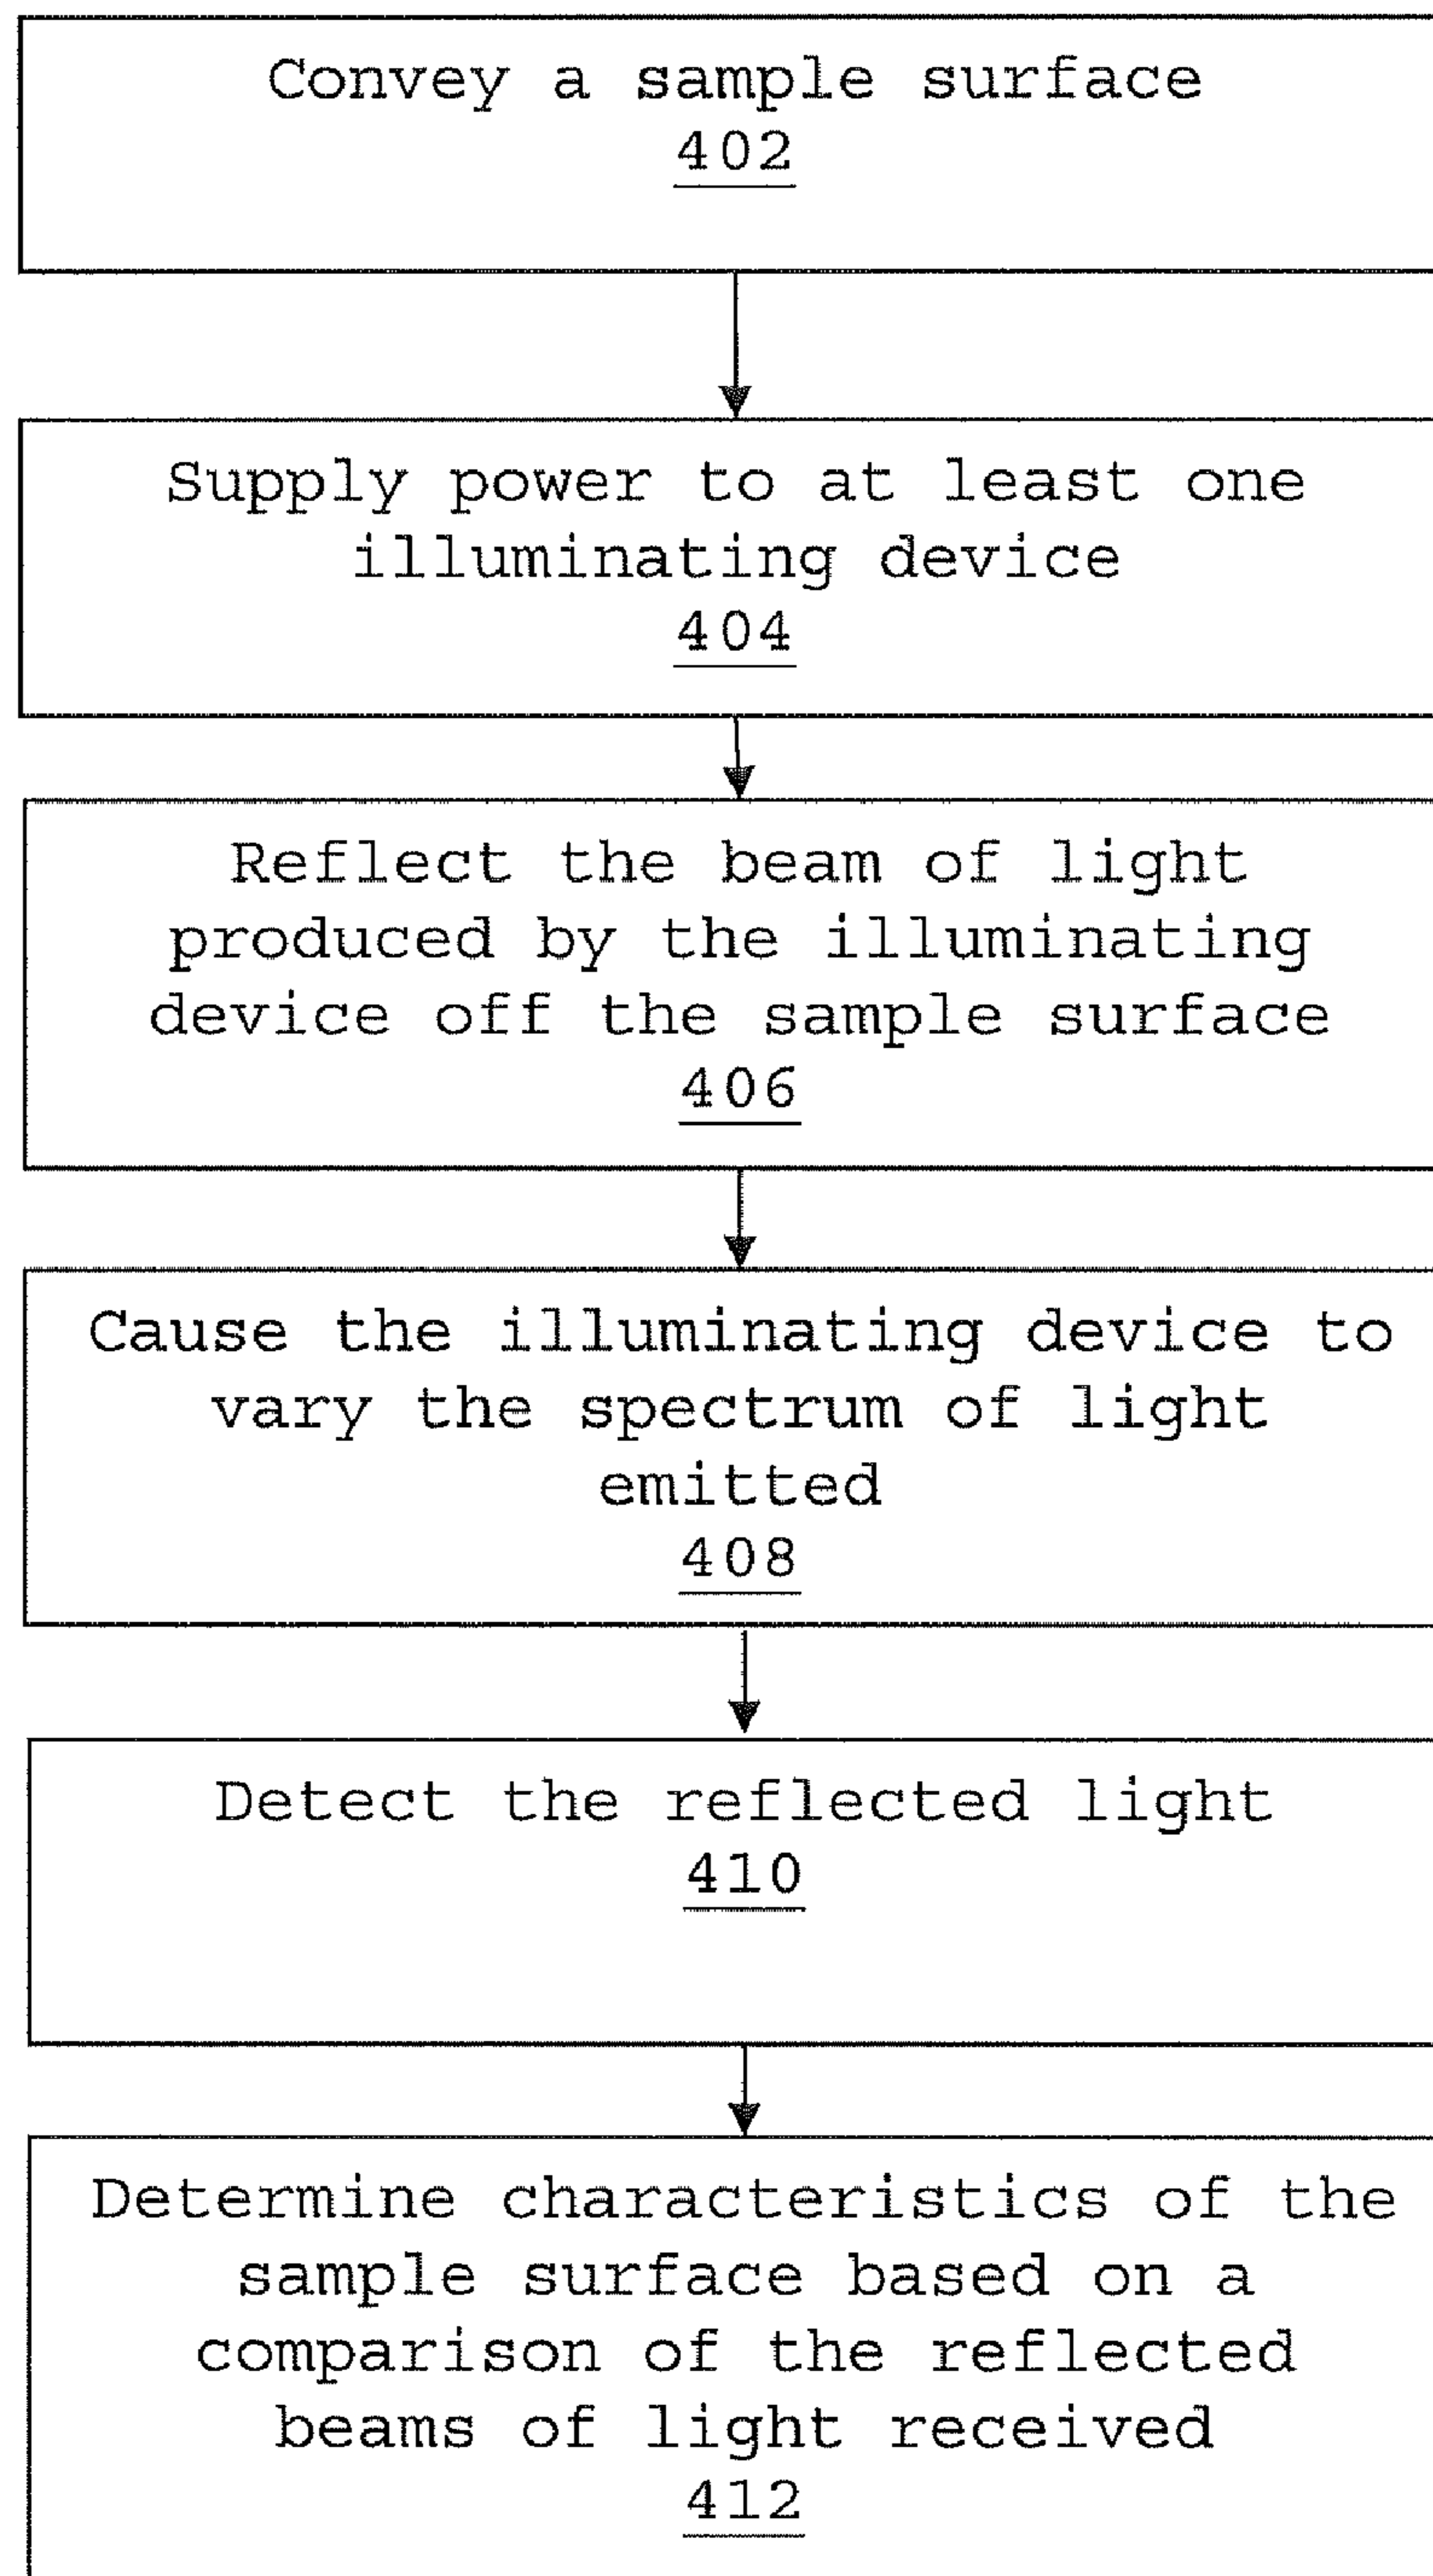 Convey a sample surface
402
Supply power to at least one
illuminating device
404
Reflect the beam of light
produced by the illuminating
device off the sample surface
406
Cause the illuminating device to
vary the spectrum of light
emitted
408
Detect the reflected light
410
Determine characteristics of the
sample surface based on a
comparison of the reflected
beams of light received
412